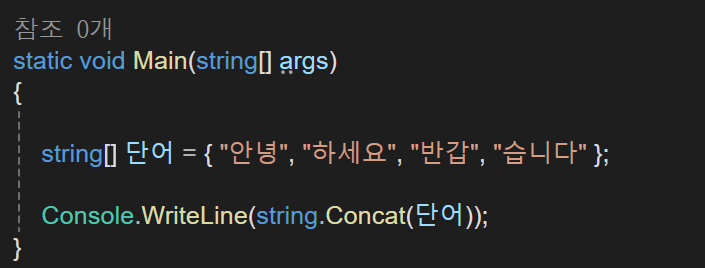 참조 0개
static void Main(string[] args)
{
string[] 단어 = { "안녕", "하세요", "반갑", "습니다" };
Console.WriteLine(string.Concat(단어));
}